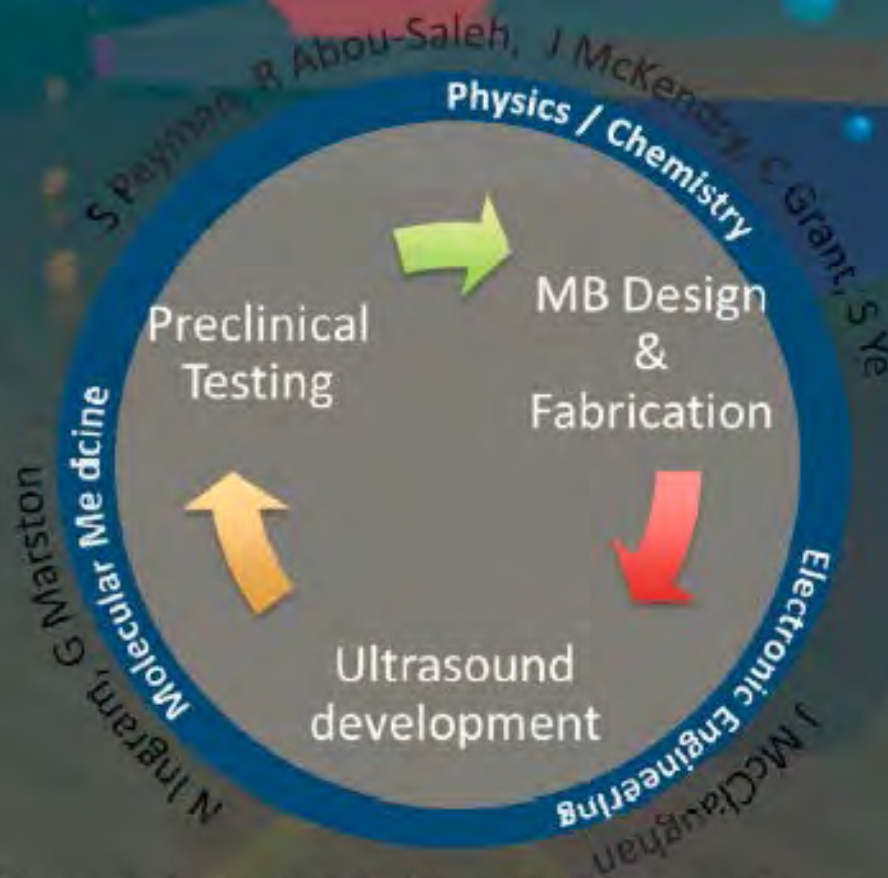 S Peyman, R Abou-Saleh, J McKendry, C Grant, S Ye
Physics / Chemistry
Preclinical
Testing
MB Design
&
Fabrication
Molecular Me dcine
N Ingram, G Marston
Ultrasound
development
Electronic Engineering
J McClaughan